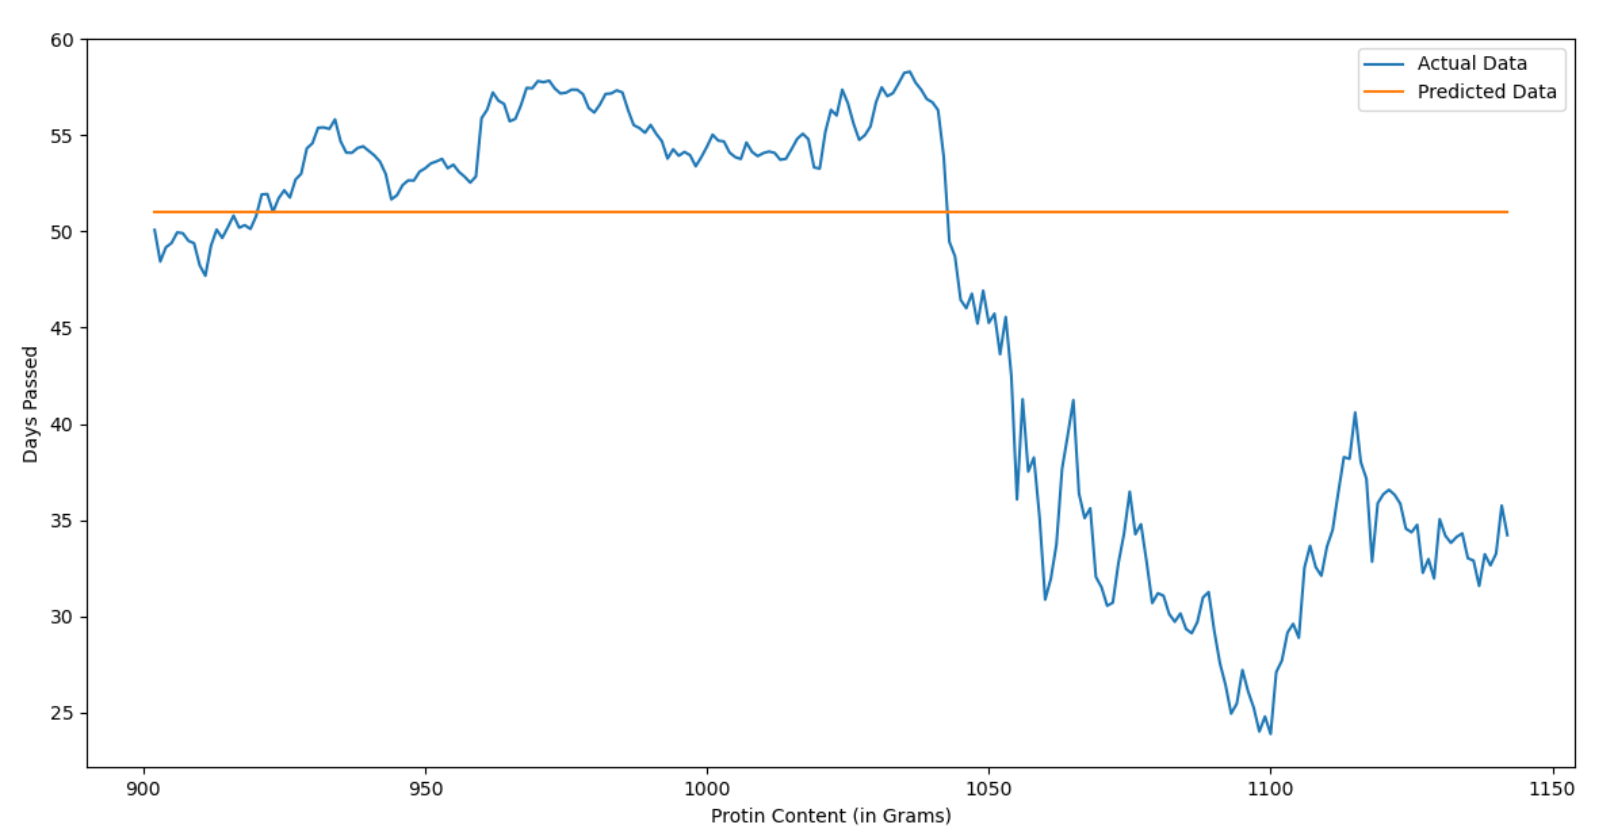 60
55
50
45
40
35
30
25
Days Passed
900 950 1000 1050 1100 1150
Protin Content (in Grams)
Actual Data
Predicted Data